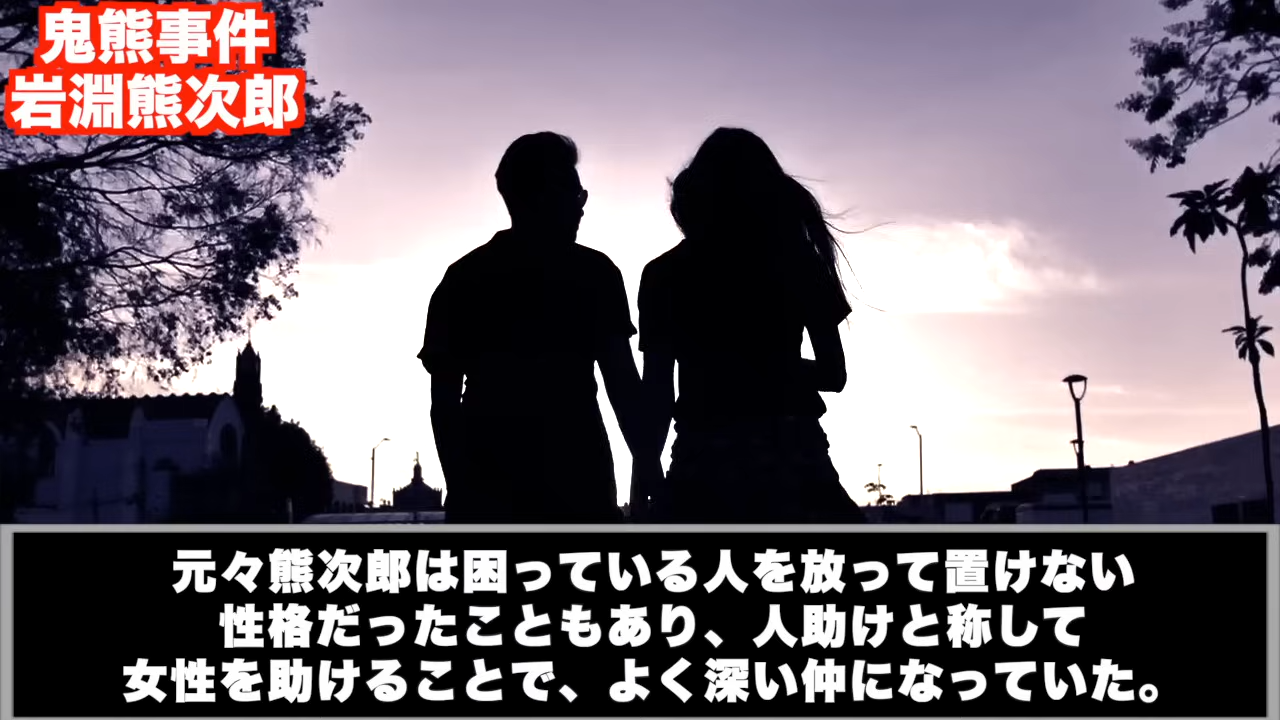 鬼熊事件
岩淵熊次郎
元々熊次郎は困っている人を放って置けない
性格だったこともあり、人助けと称して
女性を助けることで、よく深い仲になっていた。